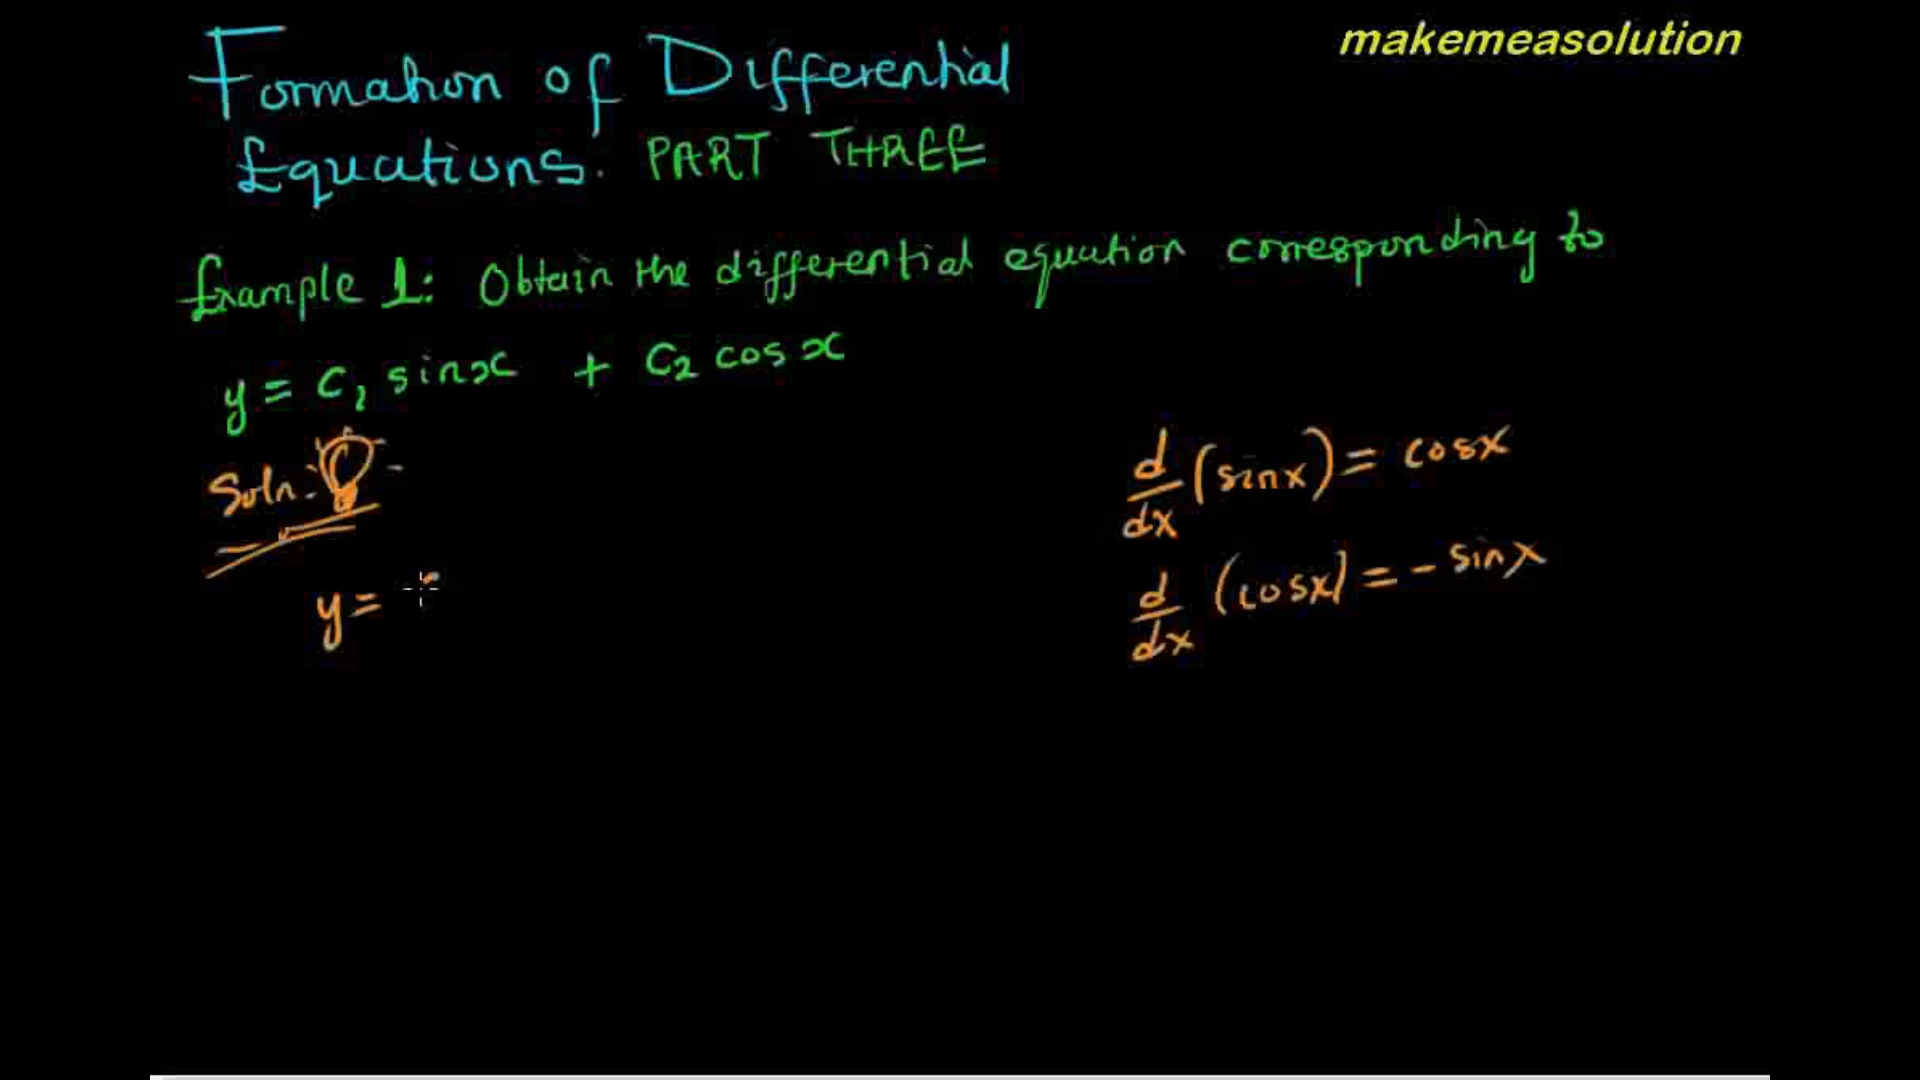 makemeasolution
Formation of Differential
Equations. PART THREE
Example 1: Obtain the differential equation corresponding to
y = C₁ sinx + C₂ cos x
Soln:
d/dx (sinx) = cosx
d/dx (cosx) = - sinx
y =